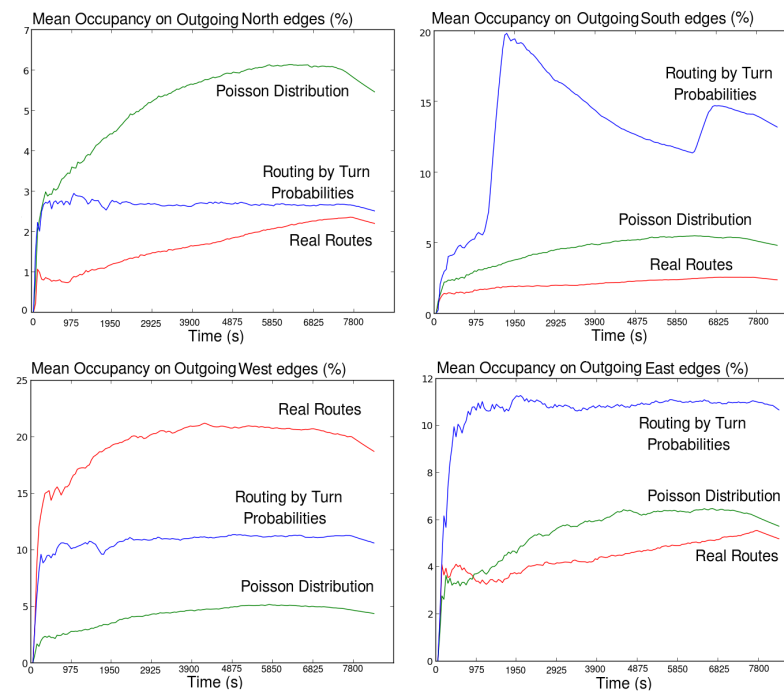 Mean Occupancy on Outgoing North edges (%)
7
6
5
4
3
2
1
0
Poisson Distribution
Routing by Turn
Probabilities
Real Routes
0 975 1950 2925 3900 4875 5850 6825 7800
Time (s)
Mean Occupancy on Outgoing South edges (%)
20
15
10
5
0
Routing by Turn
Probabilities
Poisson Distribution
Real Routes
0 975 1950 2925 3900 4875 5850 6825 7800
Time (s)
Mean Occupancy on Outgoing West edges (%)
25
20
15
10
5
0
Real Routes
Routing by Turn
Probabilities
Poisson Distribution
0 975 1950 2925 3900 4875 5850 6825 7800
Time (s)
Mean Occupancy on Outgoing East edges (%)
12
10
8
6
4
2
0
Routing by Turn
Probabilities
Poisson Distribution
Real Routes
0 975 1950 2925 3900 4875 5850 6825 7800
Time (s)